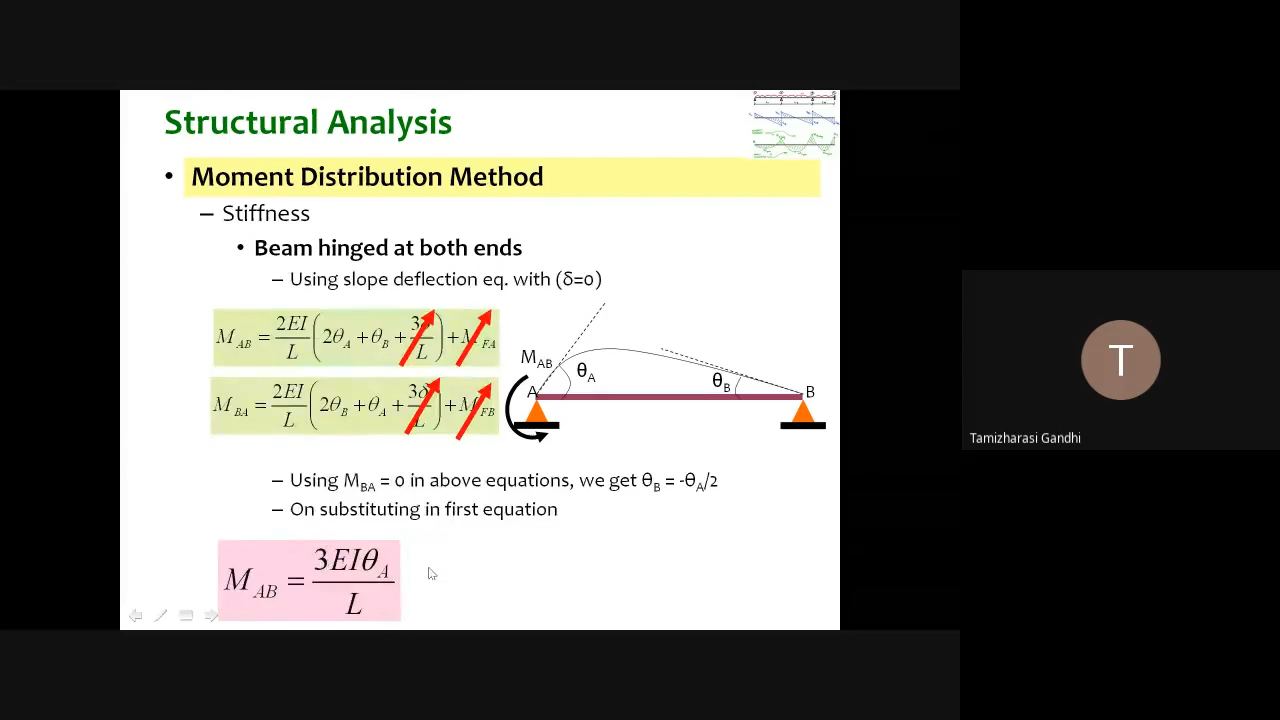 Structural Analysis
• Moment Distribution Method
– Stiffness
• Beam hinged at both ends
– Using slope deflection eq. with (δ=0)
M_AB = 2EI/L (2θ_A + θ_B + 3δ/L) + M_FA
M_BA = 2EI/L (2θ_B + θ_A + 3δ/L) + M_FB
M_AB
θ_A
θ_B
A
B
– Using M_BA = 0 in above equations, we get θ_B = -θ_A/2
– On substituting in first equation
M_AB = 3EIθ_A/L
T
Tamizharasi Gandhi